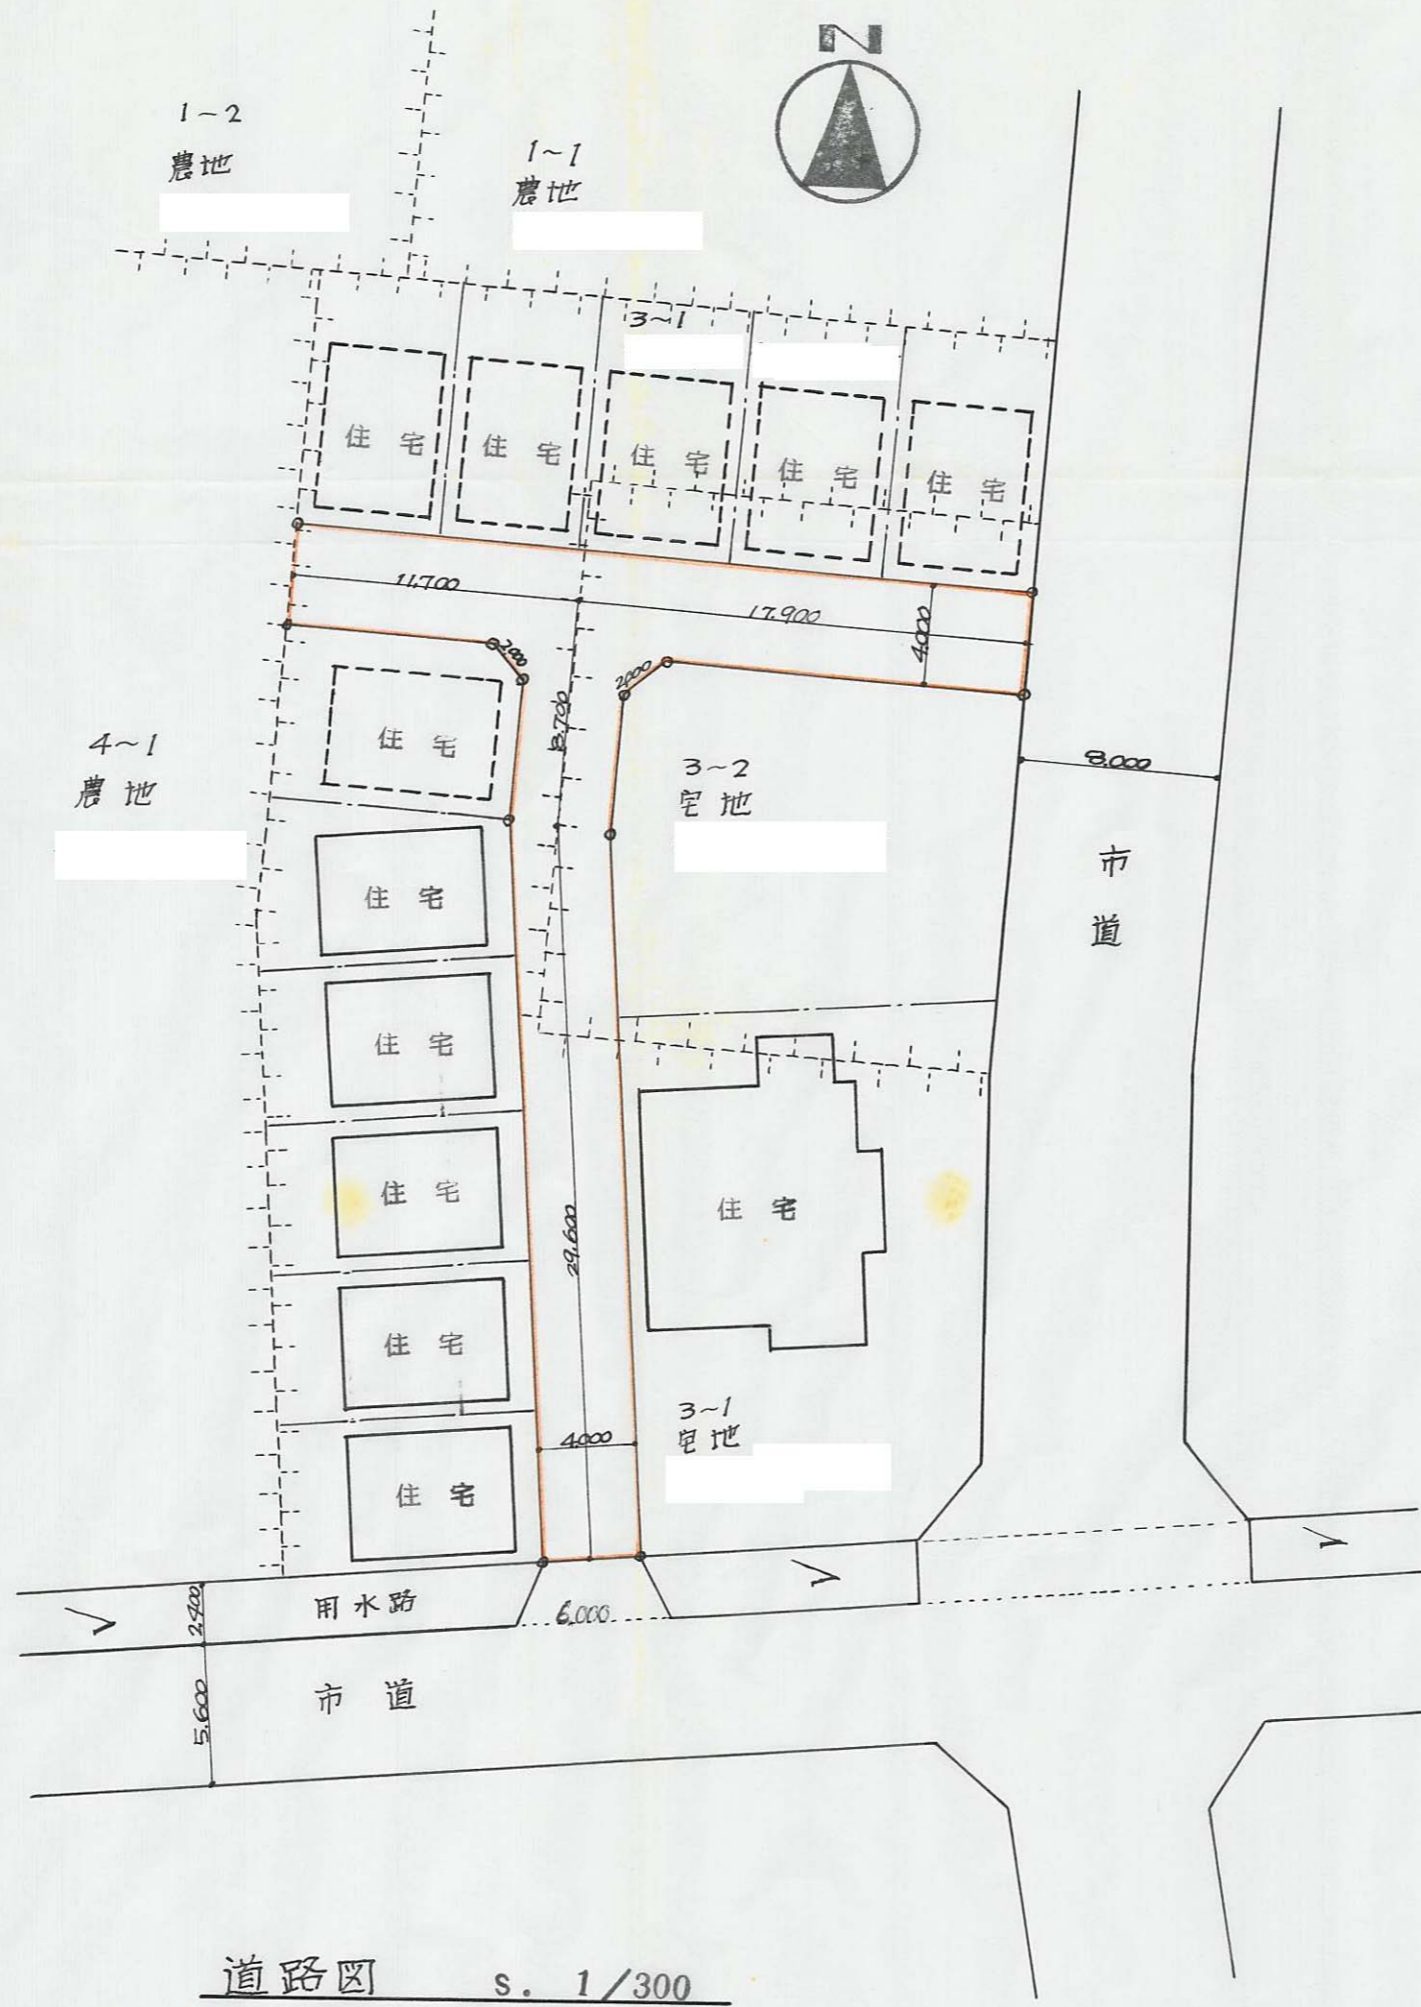 N
1~2
農地
1~1
農地
3~1
住宅
住宅
住宅
住宅
住宅
11.700
17.900
4.000
2.000
2.000
8.700
住宅
4~1
農地
3~2
宅地
8.000
市道
住宅
住宅
住宅
住宅
29.600
住宅
3~1
宅地
4.000
住宅
用水路
2.400
6.000
5.600
市道
道路図 S. 1/300